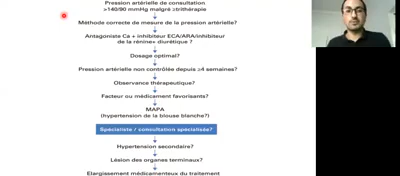 Pression artérielle de consultation
>140/90 mmHg malgré ≥trithérapie
Méthode correcte de mesure de la pression artérielle?
Antagoniste Ca + inhibiteur ECA/ARA/inhibiteur
de la rénine+ diurétique ?
Dosage optimal?
Pression artérielle non contrôlée depuis ≥4 semaines?
Observance thérapeutique?
Facteur ou médicament favorisants?
MAPA
(hypertension de la blouse blanche?)
Spécialiste / consultation spécialisée?
Hypertension secondaire?
Lésion des organes terminaux?
Élargissement médicamenteux du traitement